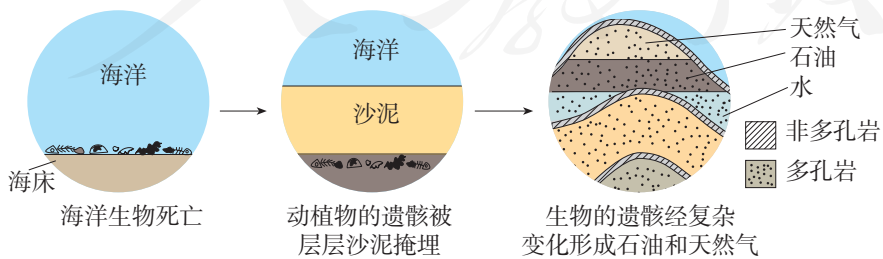 海洋
海床
海洋生物死亡
海洋
沙泥
动植物的遗骸被
层层沙泥掩埋
天然气
石油
水
非多孔岩
多孔岩
生物的遗骸经复杂
变化形成石油和天然气